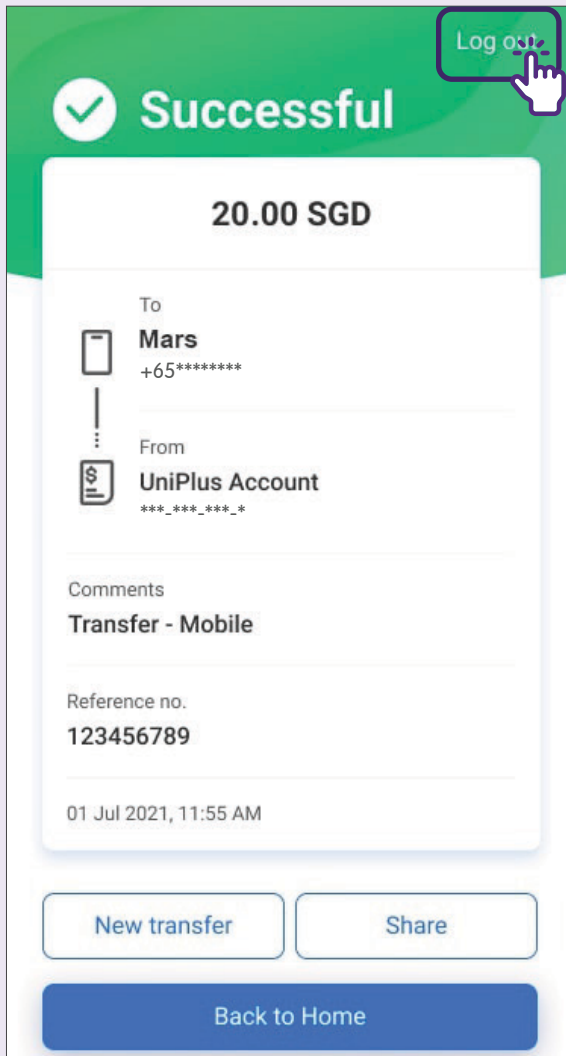 Log out
Successful
20.00 SGD
To
Mars
+65********
From
UniPlus Account
***-***-***-*
Comments
Transfer - Mobile
Reference no.
123456789
01 Jul 2021, 11:55 AM
New transfer
Share
Back to Home